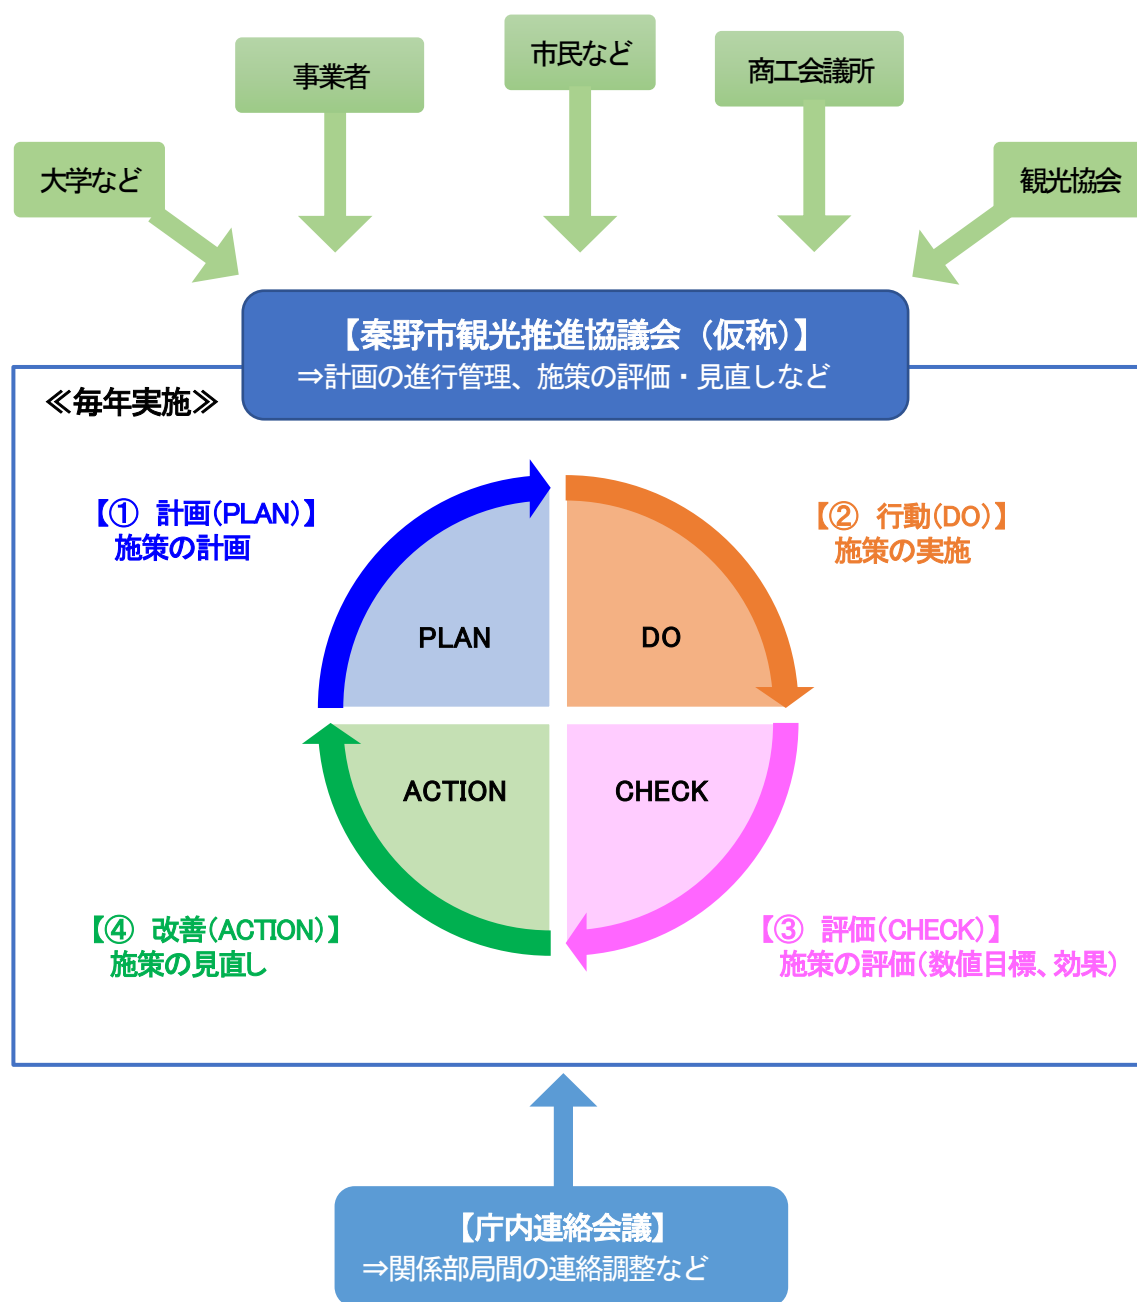 市民など
事業者
商工会議所
大学など
観光協会
【秦野市観光推進協議会（仮称）】
⇒計画の進行管理、施策の評価・見直しなど
≪毎年実施≫
【① 計画(PLAN)】
施策の計画
【② 行動(DO)】
施策の実施
PLAN
DO
ACTION
CHECK
【④ 改善(ACTION)】
施策の見直し
【③ 評価(CHECK)】
施策の評価(数値目標、効果)
【庁内連絡会議】
⇒関係部局間の連絡調整など